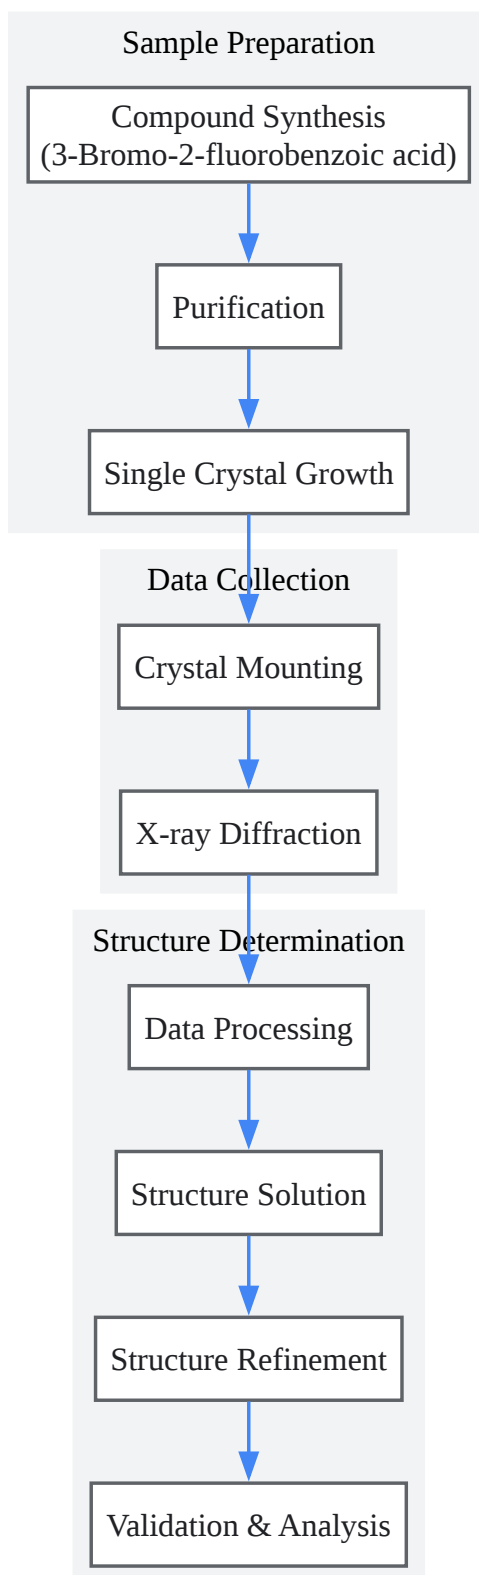 Sample Preparation
Compound Synthesis
(3-Bromo-2-fluorobenzoic acid)
Purification
Single Crystal Growth
Data Collection
Crystal Mounting
X-ray Diffraction
Structure Determination
Data Processing
Structure Solution
Structure Refinement
Validation & Analysis